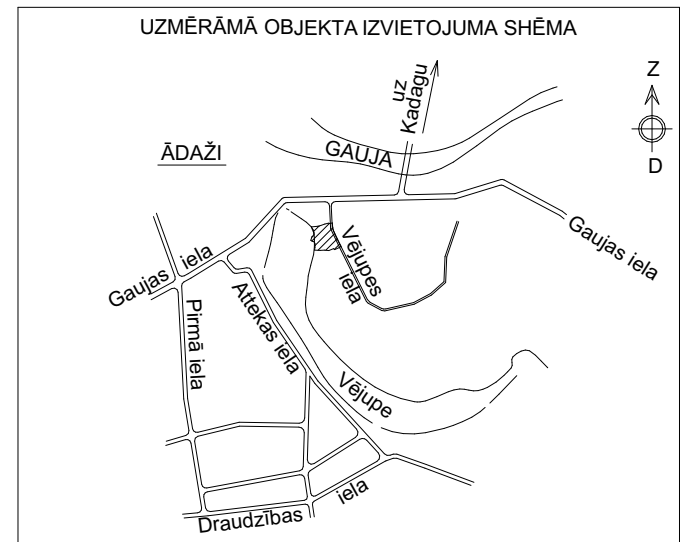 UZMĒRĀMĀ OBJEKTA IZVIETOJUMA SHĒMA
Z
D
uz
Kadagu
ĀDAŽI
GAUJA
Gaujas iela
Gaujas iela
Vējupes
iela
Attekas iela
Pirmā iela
Vējupe
Draudzības
iela